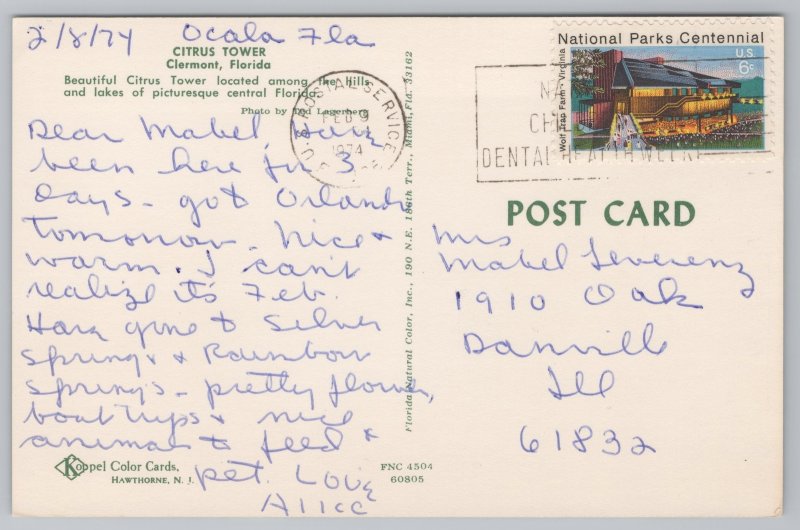 2/8/74 Ocala Fla
CITRUS TOWER
Clermont, Florida
Beautiful Citrus Tower located among the hills
and lakes of picturesque central Florida
Photo by Ted Lagerberg
Dear Mabel, have
been here for 3
days - got Orlando
tomorrow. Nice &
warm. I can't
realize it's Feb.
Have gone to Silver
Springs & Rainbow
Springs - pretty flowers,
boat trips & nice
animals to feed &
pet. Love
Alice
Koppel Color Cards,
HAWTHORNE, N. J.
FNC 4504
60805
Florida Natural Color, Inc., 190 N.E. 186th Terr., Miami, Fla. 33162
U.S. POSTAL SERVICE
FEB 9
1974
DENTAL HEALTH WEEK
National Parks Centennial
U.S.
6c
Wolf Trap Farm • Virginia
POST CARD
Mrs
Mabel Leverenz
1910 Oak
Danville
Ill
61832